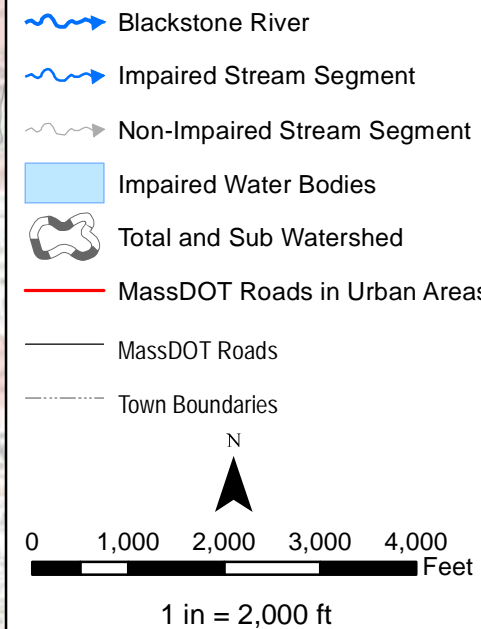 Blackstone River
Impaired Stream Segment
Non-Impaired Stream Segment
Impaired Water Bodies
Total and Sub Watershed
MassDOT Roads in Urban Areas
MassDOT Roads
Town Boundaries
N
0 1,000 2,000 3,000 4,000
Feet
1 in = 2,000 ft